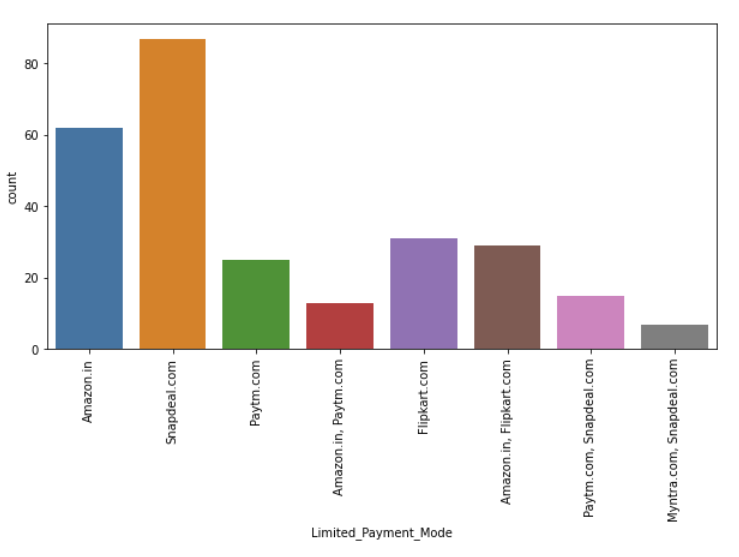 80
60
40
20
0
count
Amazon.in
Snapdeal.com
Paytm.com
Amazon.in, Paytm.com
Flipkart.com
Amazon.in, Flipkart.com
Paytm.com, Snapdeal.com
Myntra.com, Snapdeal.com
Limited_Payment_Mode